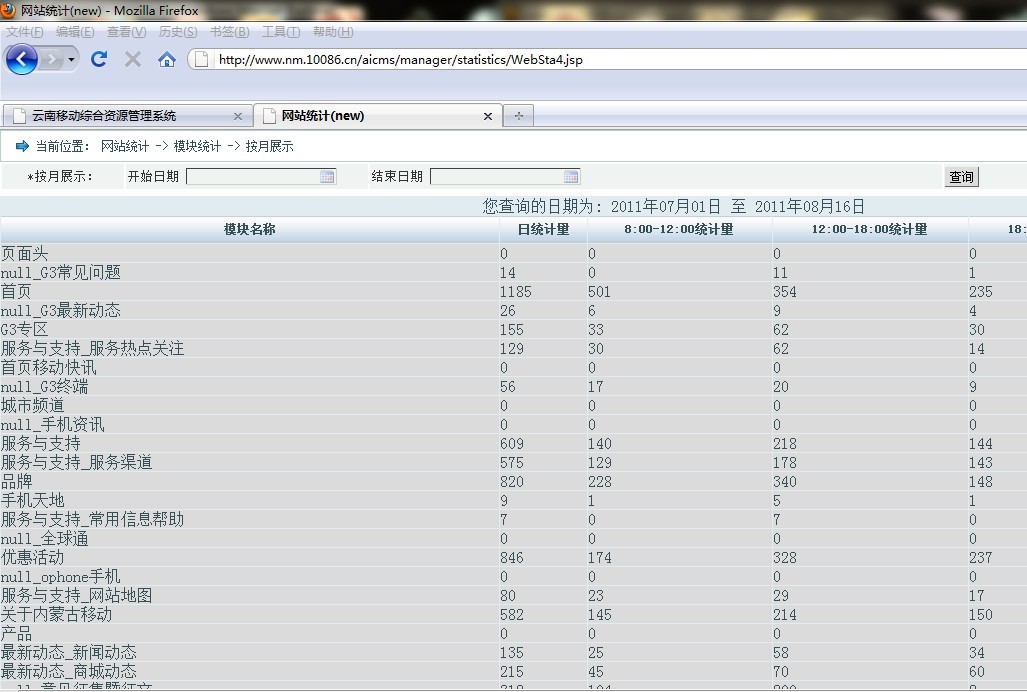 网站统计(new) - Mozilla Firefox
文件(F) 编辑(E) 查看(V) 历史(S) 书签(B) 工具(T) 帮助(H)
http://www.nm.10086.cn/aicms/manager/statistics/WebSta4.jsp
云南移动综合资源管理系统 网站统计(new)
当前位置: 网站统计 -> 模块统计 -> 按月展示
*按月展示: 开始日期 结束日期 查询
您查询的日期为: 2011年07月01日 至 2011年08月16日
模块名称 日统计量 8:00-12:00统计量 12:00-18:00统计量 18:
页面头 0 0 0 0
null_G3常见问题 14 0 11 1
首页 1185 501 354 235
null_G3最新动态 26 6 9 4
G3专区 155 33 62 30
服务与支持_服务热点关注 129 30 62 14
首页移动快讯 0 0 0 0
null_G3终端 56 17 20 9
城市频道 0 0 0 0
null_手机资讯 0 0 0 0
服务与支持 609 140 218 144
服务与支持_服务渠道 575 129 178 143
品牌 820 228 340 148
手机天地 9 1 5 1
服务与支持_常用信息帮助 7 0 7 0
null_全球通 0 0 0 0
优惠活动 846 174 328 237
null_ophone手机 0 0 0 0
服务与支持_网站地图 80 23 29 17
关于内蒙古移动 582 145 214 150
产品 0 0 0 0
最新动态_新闻动态 135 25 58 34
最新动态_商城动态 215 45 70 60